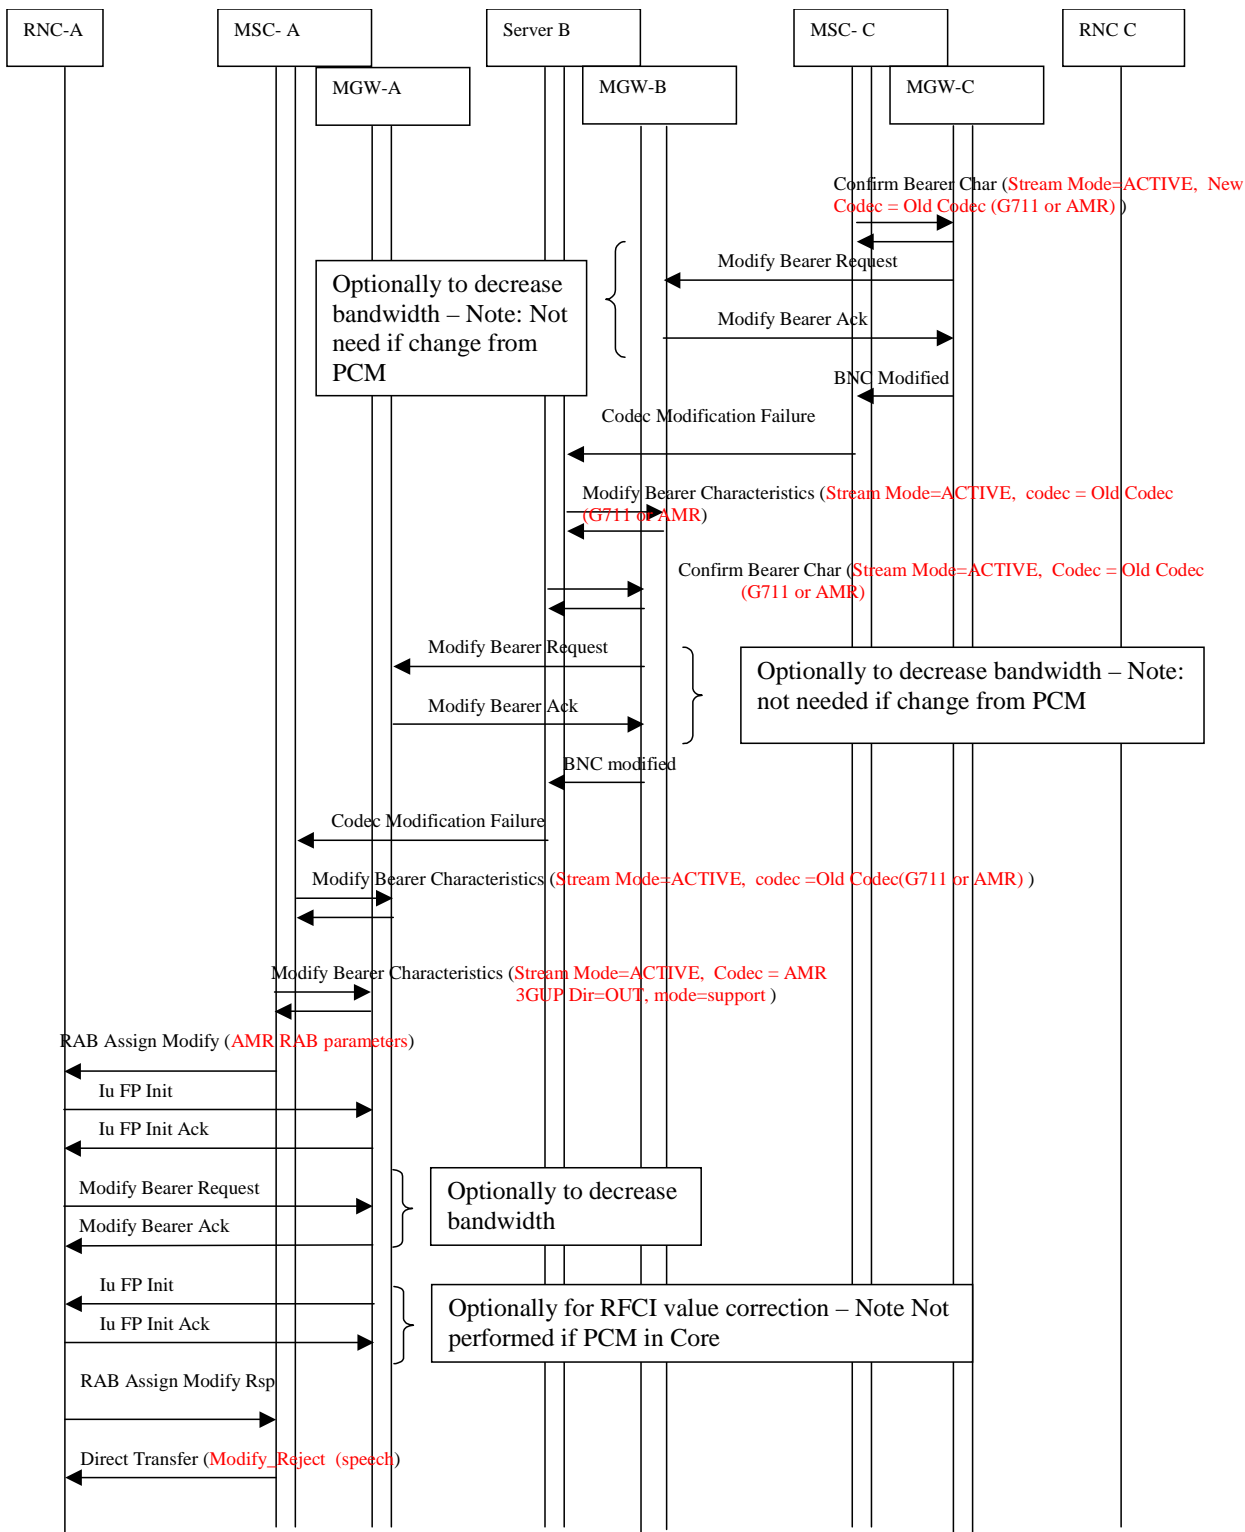 RNC-A
MSC- A
Server B
MSC- C
RNC C
MGW-A
MGW-B
MGW-C
Confirm Bearer Char (Stream Mode=ACTIVE,  New
Codec = Old Codec (G711 or AMR) )
Modify Bearer Request
Optionally to decrease
bandwidth – Note: Not
need if change from
PCM
Modify Bearer Ack
BNC Modified
Codec Modification Failure
Modify Bearer Characteristics (Stream Mode=ACTIVE,  codec = Old Codec
(G711 or AMR)
Confirm Bearer Char (Stream Mode=ACTIVE,  Codec = Old Codec
(G711 or AMR)
Modify Bearer Request
Optionally to decrease bandwidth – Note:
not needed if change from PCM
Modify Bearer Ack
BNC modified
Codec Modification Failure
Modify Bearer Characteristics (Stream Mode=ACTIVE,  codec =Old Codec(G711 or AMR) )
Modify Bearer Characteristics (Stream Mode=ACTIVE,  Codec = AMR
3GUP Dir=OUT, mode=support )
RAB Assign Modify (AMR RAB parameters)
Iu FP Init
Iu FP Init Ack
Modify Bearer Request
Optionally to decrease
bandwidth
Modify Bearer Ack
Iu FP Init
Optionally for RFCI value correction – Note Not
performed if PCM in Core
Iu FP Init Ack
RAB Assign Modify Rsp
Direct Transfer (Modify_Reject  (speech)